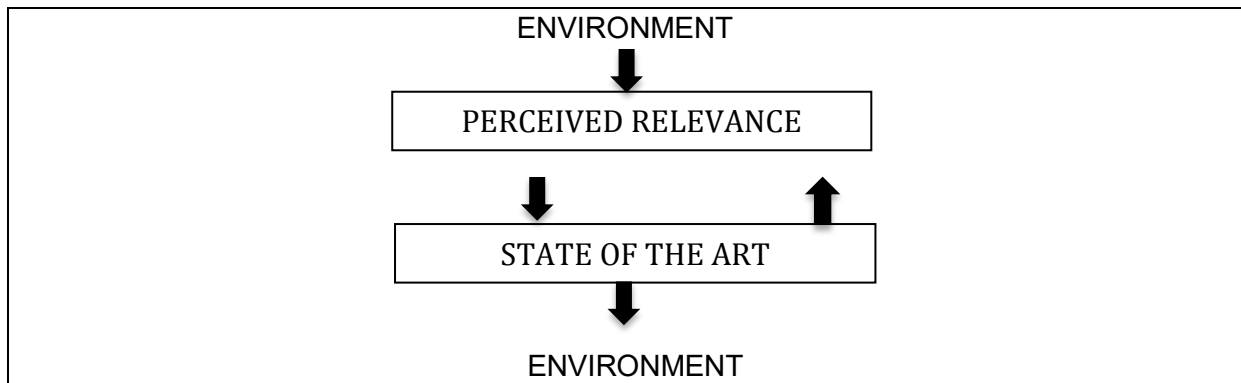 ENVIRONMENT
PERCEIVED RELEVANCE
STATE OF THE ART
ENVIRONMENT